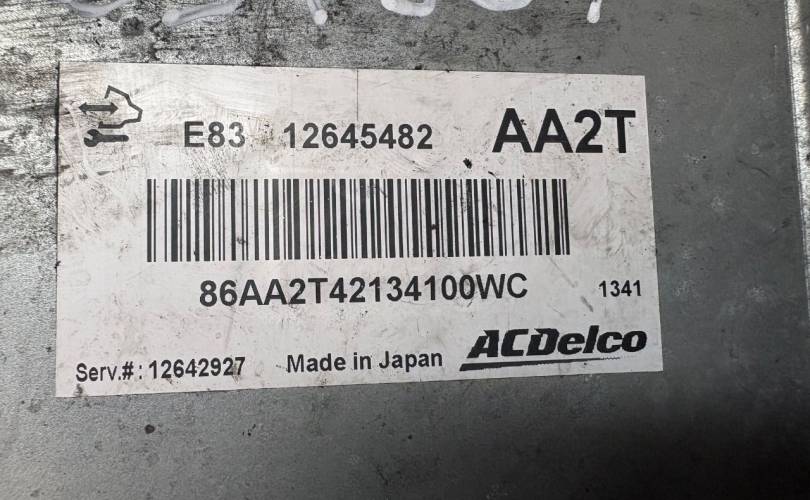 E83 12645482 AA2T
86AA2T42134100WC 1341
Serv.#: 12642927 Made in Japan ACDelco